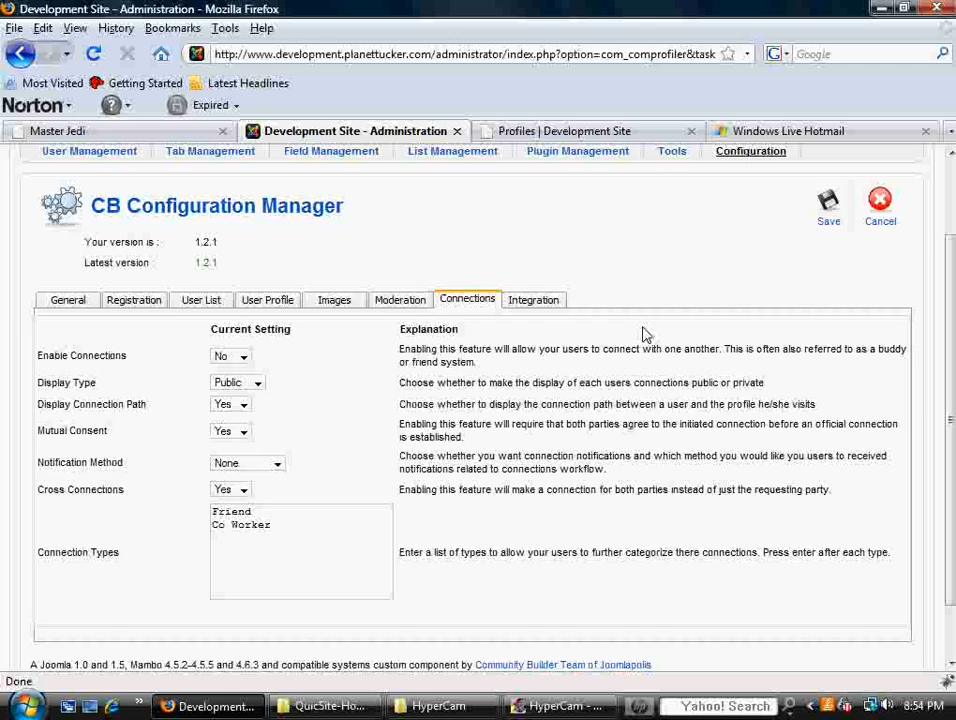 Development Site - Administration - Mozilla Firefox
File Edit View History Bookmarks Tools Help
http://www.development.planettucker.com/administrator/index.php?option=com_comprofiler&task
Google
Most Visited Getting Started Latest Headlines
Norton Expired
Master Jedi Development Site - Administration Profiles | Development Site Windows Live Hotmail
User Management Tab Management Field Management List Management Plugin Management Tools Configuration
CB Configuration Manager
Save Cancel
Your version is : 1.2.1
Latest version : 1.2.1
General Registration User List User Profile Images Moderation Connections Integration
Current Setting Explanation
Enable Connections No Enabling this feature will allow your users to connect with one another. This is often also referred to as a buddy
or friend system.
Display Type Public Choose whether to make the display of each users connections public or private
Display Connection Path Yes Choose whether to display the connection path between a user and the profile he/she visits
Mutual Consent Yes Enabling this feature will require that both parties agree to the initiated connection before an official connection
is established.
Notification Method None Choose whether you want connection notifications and which method you would like you users to received
notifications related to connections workflow.
Cross Connections Yes Enabling this feature will make a connection for both parties instead of just the requesting party.
Friend
Co Worker
Connection Types Enter a list of types to allow your users to further categorize there connections. Press enter after each type.
A Joomla 1.0 and 1.5, Mambo 4.5.2-4.5.5 and 4.6.3 and compatible systems custom component by Community Builder Team of Joomlapolis
Done
Development... QuicSite-Ho... HyperCam HyperCam - ... Yahoo! Search 8:54 PM